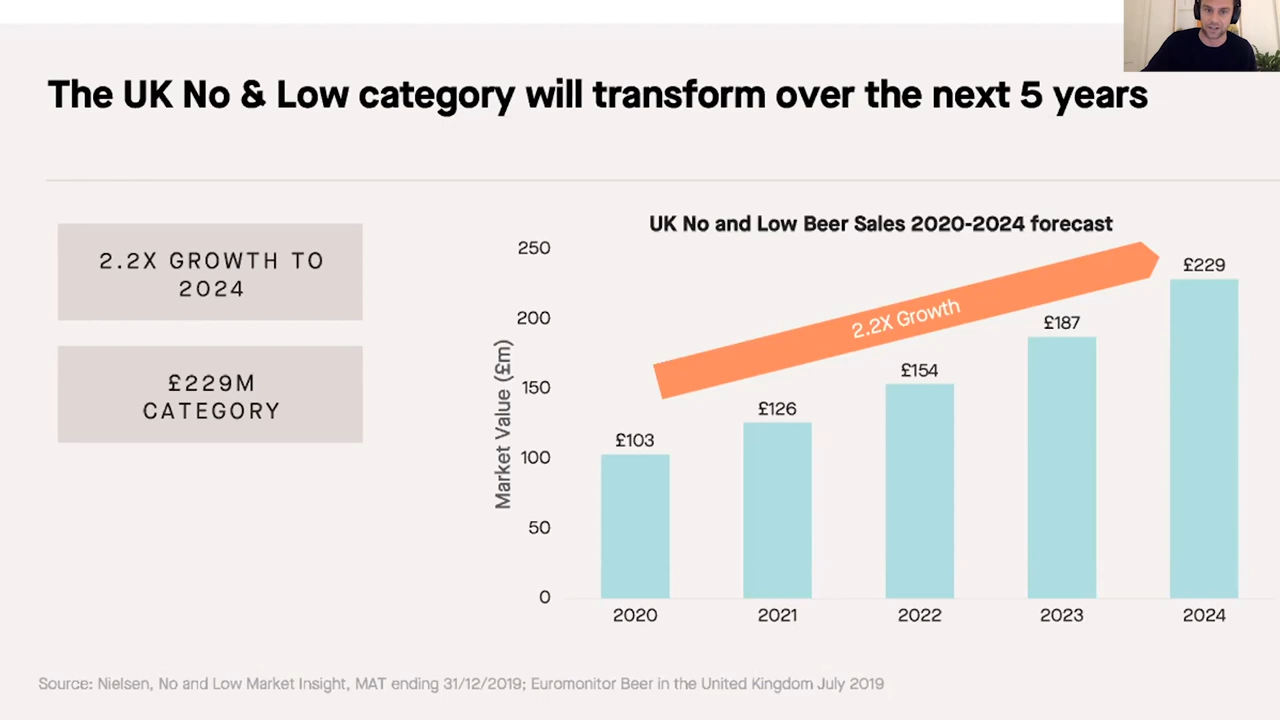 The UK No & Low category will transform over the next 5 years
2.2X GROWTH TO
2024
£229M
CATEGORY
UK No and Low Beer Sales 2020-2024 forecast
Market Value (£m)
250
200
150
100
50
0
2.2X Growth
£103
£126
£154
£187
£229
2020
2021
2022
2023
2024
Source: Nielsen, No and Low Market Insight, MAT ending 31/12/2019; Euromonitor Beer in the United Kingdom July 2019